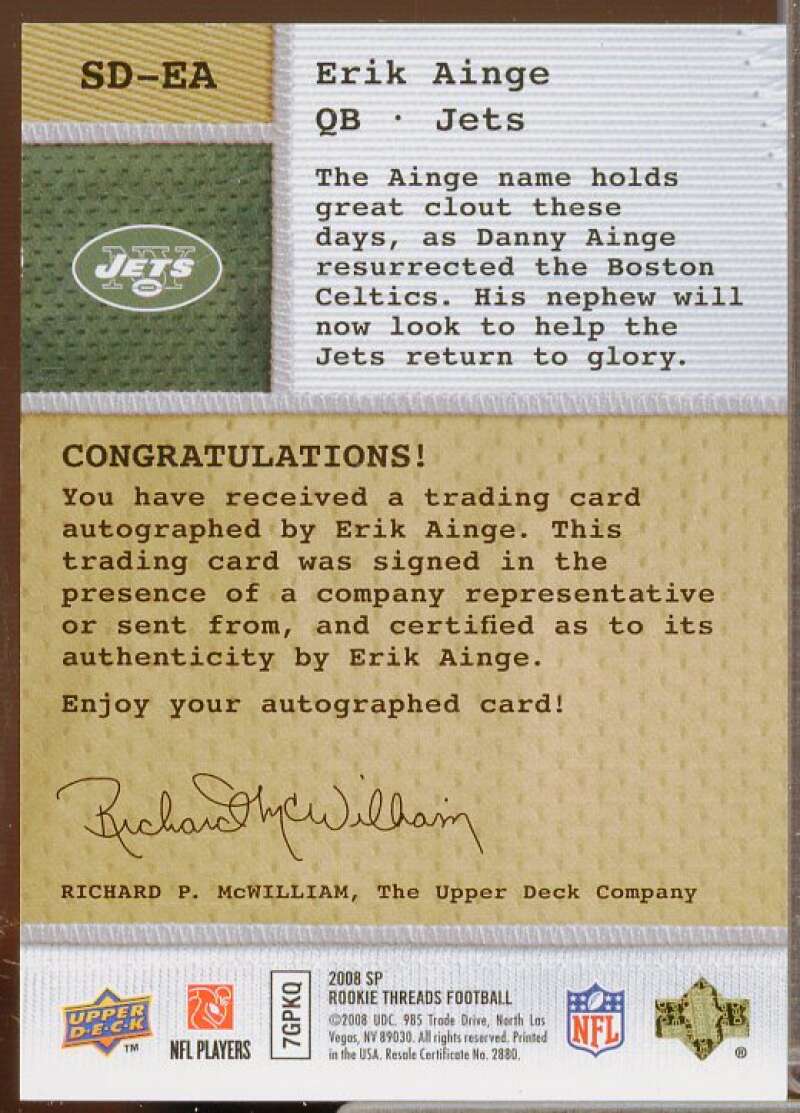 SD-EA
Erik Ainge
QB · Jets
The Ainge name holds
great clout these
days, as Danny Ainge
resurrected the Boston
Celtics. His nephew will
now look to help the
Jets return to glory.
NY
JETS
CONGRATULATIONS!
You have received a trading card
autographed by Erik Ainge. This
trading card was signed in the
presence of a company representative
or sent from, and certified as to its
authenticity by Erik Ainge.
Enjoy your autographed card!
Richard McWilliam
RICHARD P. McWILLIAM, The Upper Deck Company
UPPER
D·E·C·K
TM
NFL PLAYERS
7GPKQ
2008 SP
ROOKIE THREADS FOOTBALL
©2008 UDC. 985 Trade Drive, North Las
Vegas, NV 89030. All rights reserved. Printed
in the USA. Resale Certificate No. 2880.
NFL
®